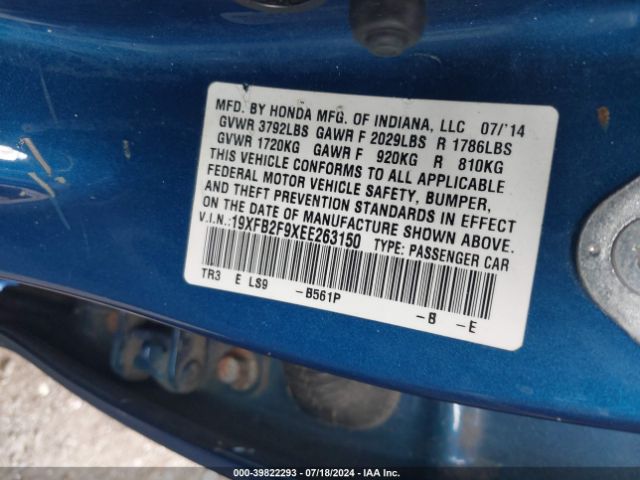 MFD. BY HONDA MFG. OF INDIANA, LLC 07/'14
GVWR 3792LBS GAWR F 2029LBS R 1786LBS
GVWR 1720KG GAWR F 920KG R 810KG
THIS VEHICLE CONFORMS TO ALL APPLICABLE
FEDERAL MOTOR VEHICLE SAFETY, BUMPER,
AND THEFT PREVENTION STANDARDS IN EFFECT
ON THE DATE OF MANUFACTURE SHOWN ABOVE.
V.I.N.:19XFB2F9XEE263150 TYPE: PASSENGER CAR
TR3 E LS9 -B561P -B -E
000-39822293 - 07/18/2024 - IAA Inc.